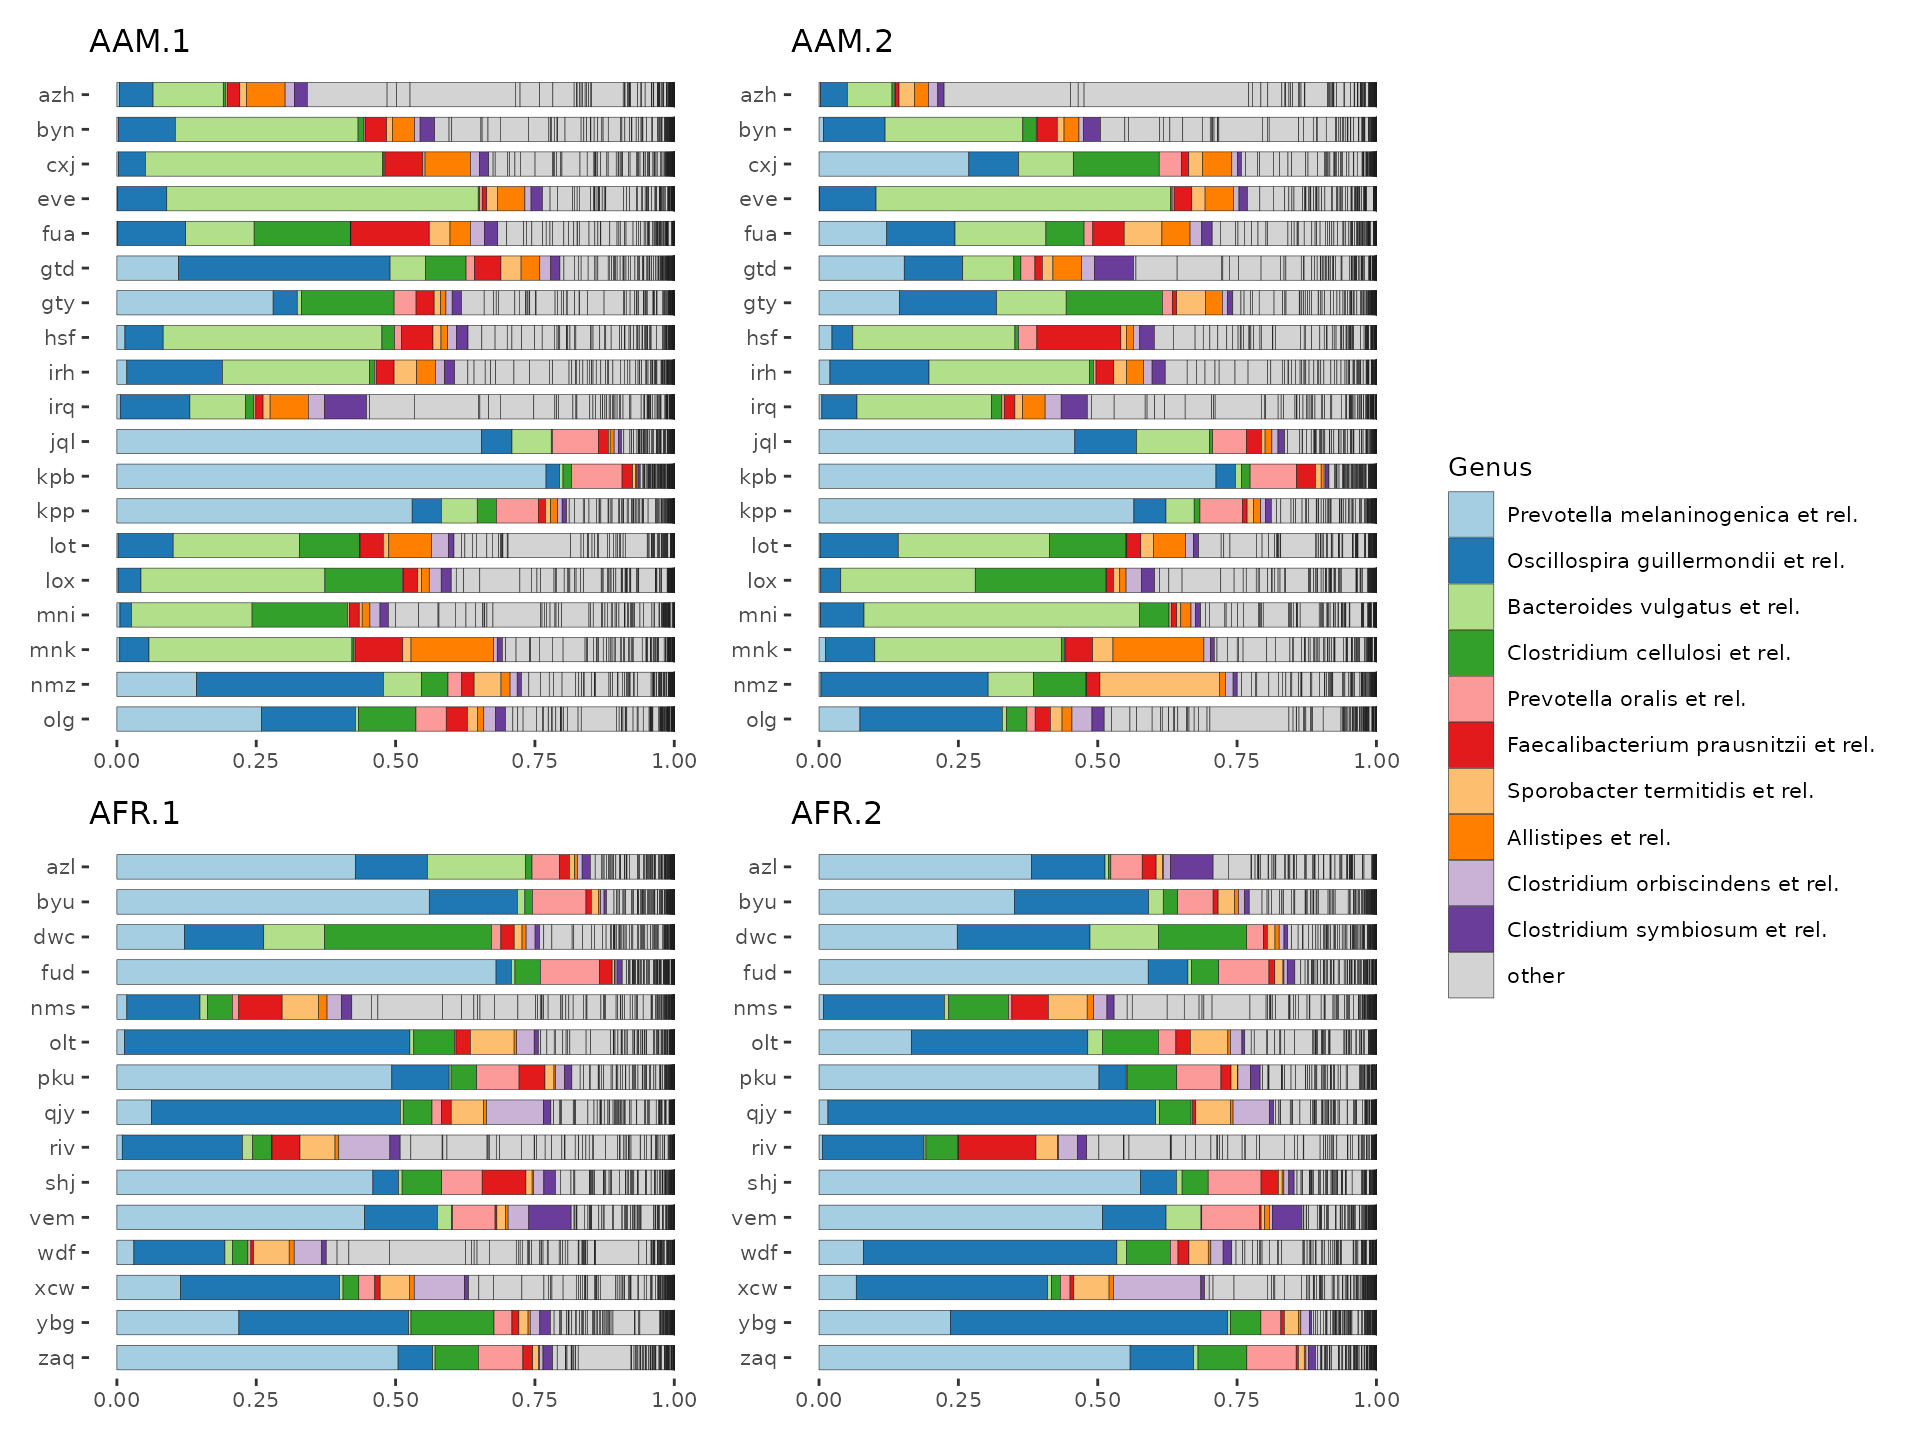 AAM.1
azh
byn
cxj
eve
fua
gtd
gty
hsf
irh
irq
jql
kpb
kpp
lot
lox
mni
mnk
nmz
olg
0.00 0.25 0.50 0.75 1.00
AAM.2
azh
byn
cxj
eve
fua
gtd
gty
hsf
irh
irq
jql
kpb
kpp
lot
lox
mni
mnk
nmz
olg
0.00 0.25 0.50 0.75 1.00
AFR.1
azl
byu
dwc
fud
nms
olt
pku
qjy
riv
shj
vem
wdf
xcw
ybg
zaq
0.00 0.25 0.50 0.75 1.00
AFR.2
azl
byu
dwc
fud
nms
olt
pku
qjy
riv
shj
vem
wdf
xcw
ybg
zaq
0.00 0.25 0.50 0.75 1.00
Genus
Prevotella melaninogenica et rel.
Oscillospira guillermondii et rel.
Bacteroides vulgatus et rel.
Clostridium cellulosi et rel.
Prevotella oralis et rel.
Faecalibacterium prausnitzii et rel.
Sporobacter termitidis et rel.
Allistipes et rel.
Clostridium orbiscindens et rel.
Clostridium symbiosum et rel.
other